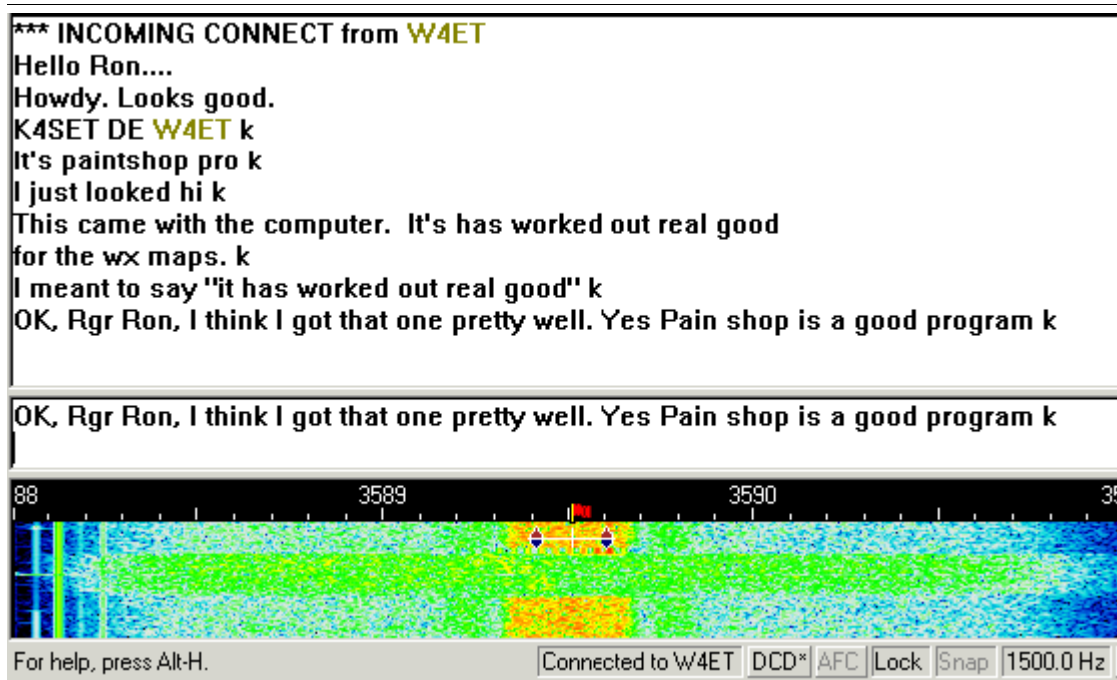 *** INCOMING CONNECT from W4ET
Hello Ron....
Howdy. Looks good.
K4SET DE W4ET k
It's paintshop pro k
I just looked hi k
This came with the computer.  It's has worked out real good
for the wx maps. k
I meant to say "it has worked out real good" k
OK, Rgr Ron, I think I got that one pretty well. Yes Pain shop is a good program k
OK, Rgr Ron, I think I got that one pretty well. Yes Pain shop is a good program k
88 3589 3590
For help, press Alt-H. Connected to W4ET DCD* AFC Lock Snap 1500.0 Hz